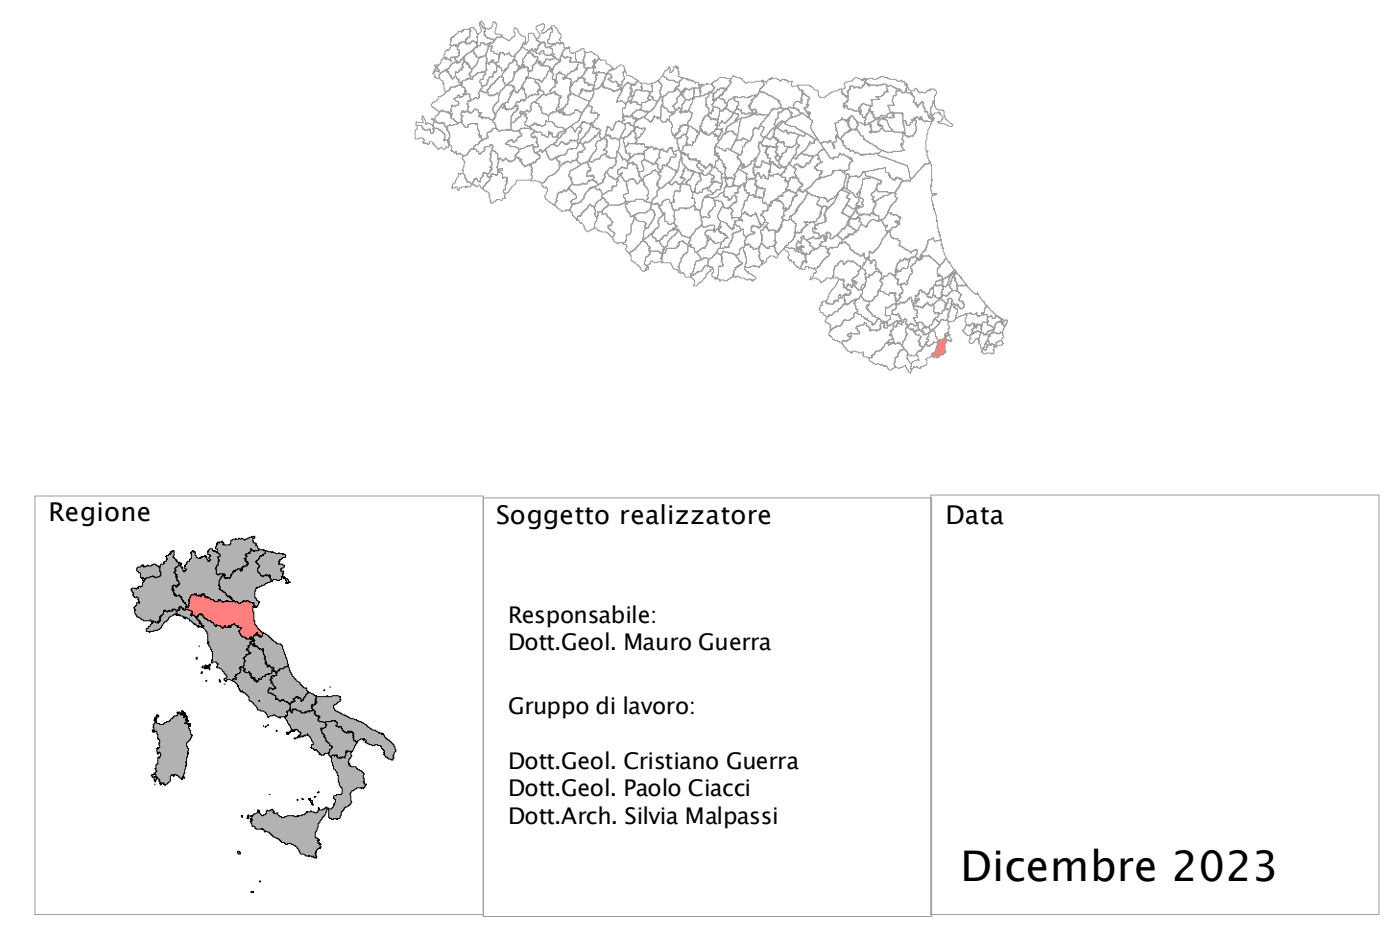 Regione
Soggetto realizzatore
Responsabile:
Dott.Geol. Mauro Guerra
Gruppo di lavoro:
Dott.Geol. Cristiano Guerra
Dott.Geol. Paolo Ciacci
Dott.Arch. Silvia Malpassi
Data
Dicembre 2023